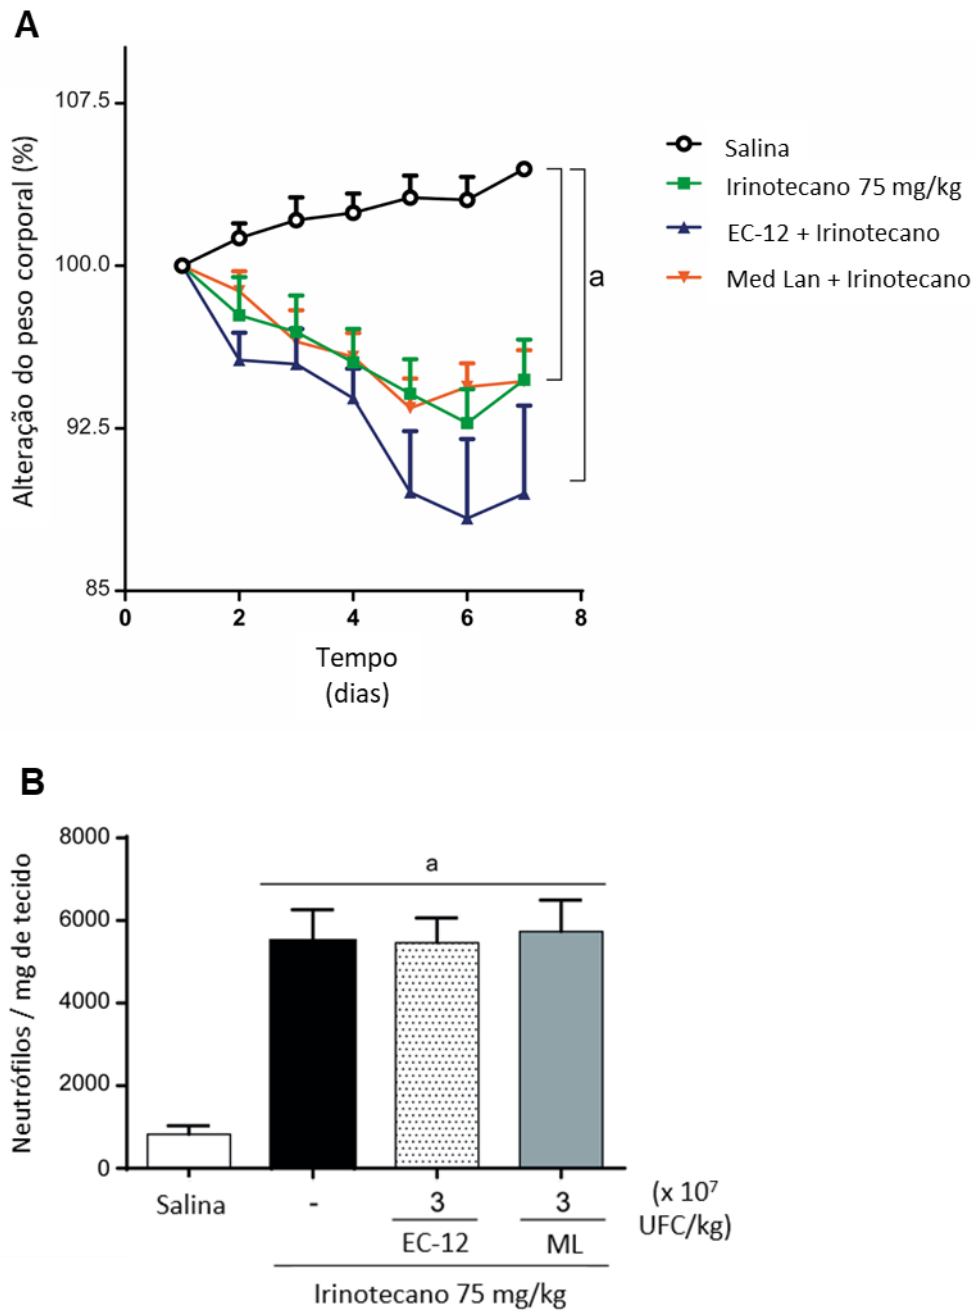 A
Alteração do peso corporal (%)
107.5
100.0
92.5
85
0 2 4 6 8
Tempo
(dias)
a
Salina
Irinotecano 75 mg/kg
EC-12 + Irinotecano
Med Lan + Irinotecano
B
Neutrófilos / mg de tecido
8000
6000
4000
2000
0
a
Salina - 3 3 (x 10⁷
UFC/kg)
EC-12 ML
Irinotecano 75 mg/kg